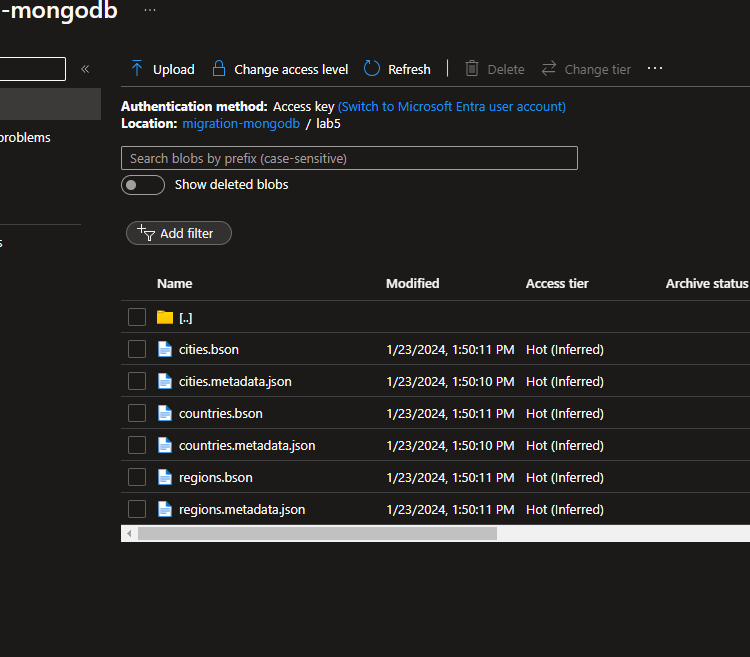 -mongodb ...
«
Upload Change access level Refresh Delete Change tier ...
Authentication method: Access key (Switch to Microsoft Entra user account)
problems
Location: migration-mongodb / lab5
Search blobs by prefix (case-sensitive)
Show deleted blobs
s
Add filter
Name Modified Access tier Archive status
[..]
cities.bson 1/23/2024, 1:50:11 PM Hot (Inferred)
cities.metadata.json 1/23/2024, 1:50:10 PM Hot (Inferred)
countries.bson 1/23/2024, 1:50:11 PM Hot (Inferred)
countries.metadata.json 1/23/2024, 1:50:10 PM Hot (Inferred)
regions.bson 1/23/2024, 1:50:11 PM Hot (Inferred)
regions.metadata.json 1/23/2024, 1:50:11 PM Hot (Inferred)